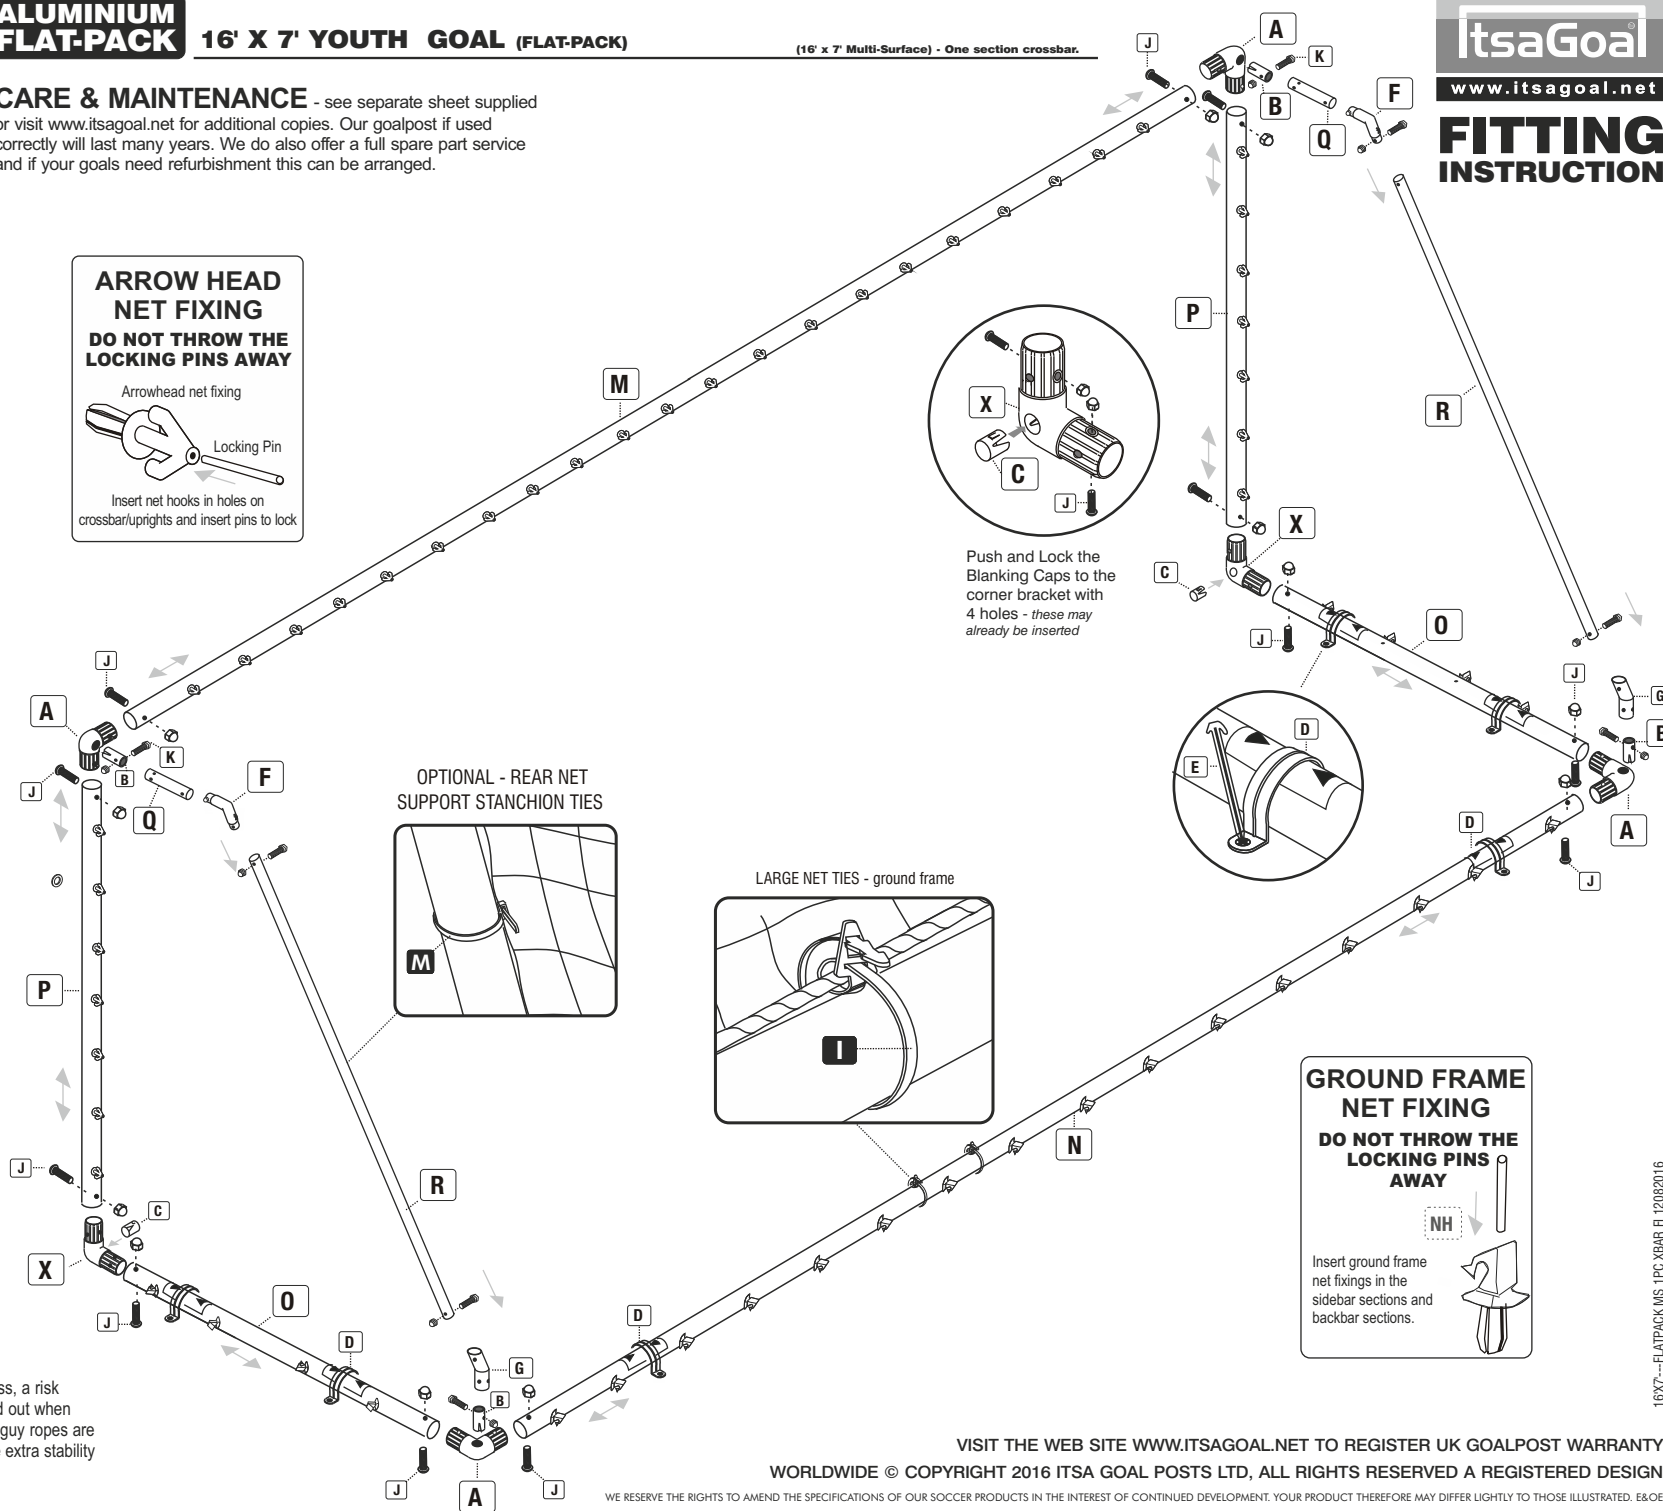 ALUMINIUM
FLAT-PACK
16' X 7' YOUTH GOAL (FLAT-PACK)
(16' x 7' Multi-Surface) - One section crossbar.
ItsaGoal
www.itsagoal.net
FITTING
INSTRUCTION
CARE & MAINTENANCE - see separate sheet supplied
or visit www.itsagoal.net for additional copies. Our goalpost if used
correctly will last many years. We do also offer a full spare part service
and if your goals need refurbishment this can be arranged.
J
A
K
B
Q
F
ARROW HEAD
NET FIXING
DO NOT THROW THE
LOCKING PINS AWAY
Arrowhead net fixing
Locking Pin
Insert net hooks in holes on
crossbar/uprights and insert pins to lock
M
P
R
X
C
J
Push and Lock the
Blanking Caps to the
corner bracket with
4 holes - these may
already be inserted
X
C
J
O
J
G
B
A
J
D
D
E
J
A
K
B
J
Q
F
OPTIONAL - REAR NET
SUPPORT STANCHION TIES
M
LARGE NET TIES - ground frame
I
P
R
N
J
C
X
J
O
D
D
G
B
J
A
J
GROUND FRAME
NET FIXING
DO NOT THROW THE
LOCKING PINS
AWAY
NH
Insert ground frame
net fixings in the
sidebar sections and
backbar sections.
16'X7'---FLATPACK MS 1PC XBAR FI 12082016
ss, a risk
d out when
guy ropes are
e extra stability
VISIT THE WEB SITE WWW.ITSAGOAL.NET TO REGISTER UK GOALPOST WARRANTY
WORLDWIDE © COPYRIGHT 2016 ITSA GOAL POSTS LTD, ALL RIGHTS RESERVED A REGISTERED DESIGN
WE RESERVE THE RIGHTS TO AMEND THE SPECIFICATIONS OF OUR SOCCER PRODUCTS IN THE INTEREST OF CONTINUED DEVELOPMENT. YOUR PRODUCT THEREFORE MAY DIFFER LIGHTLY TO THOSE ILLUSTRATED. E&OE